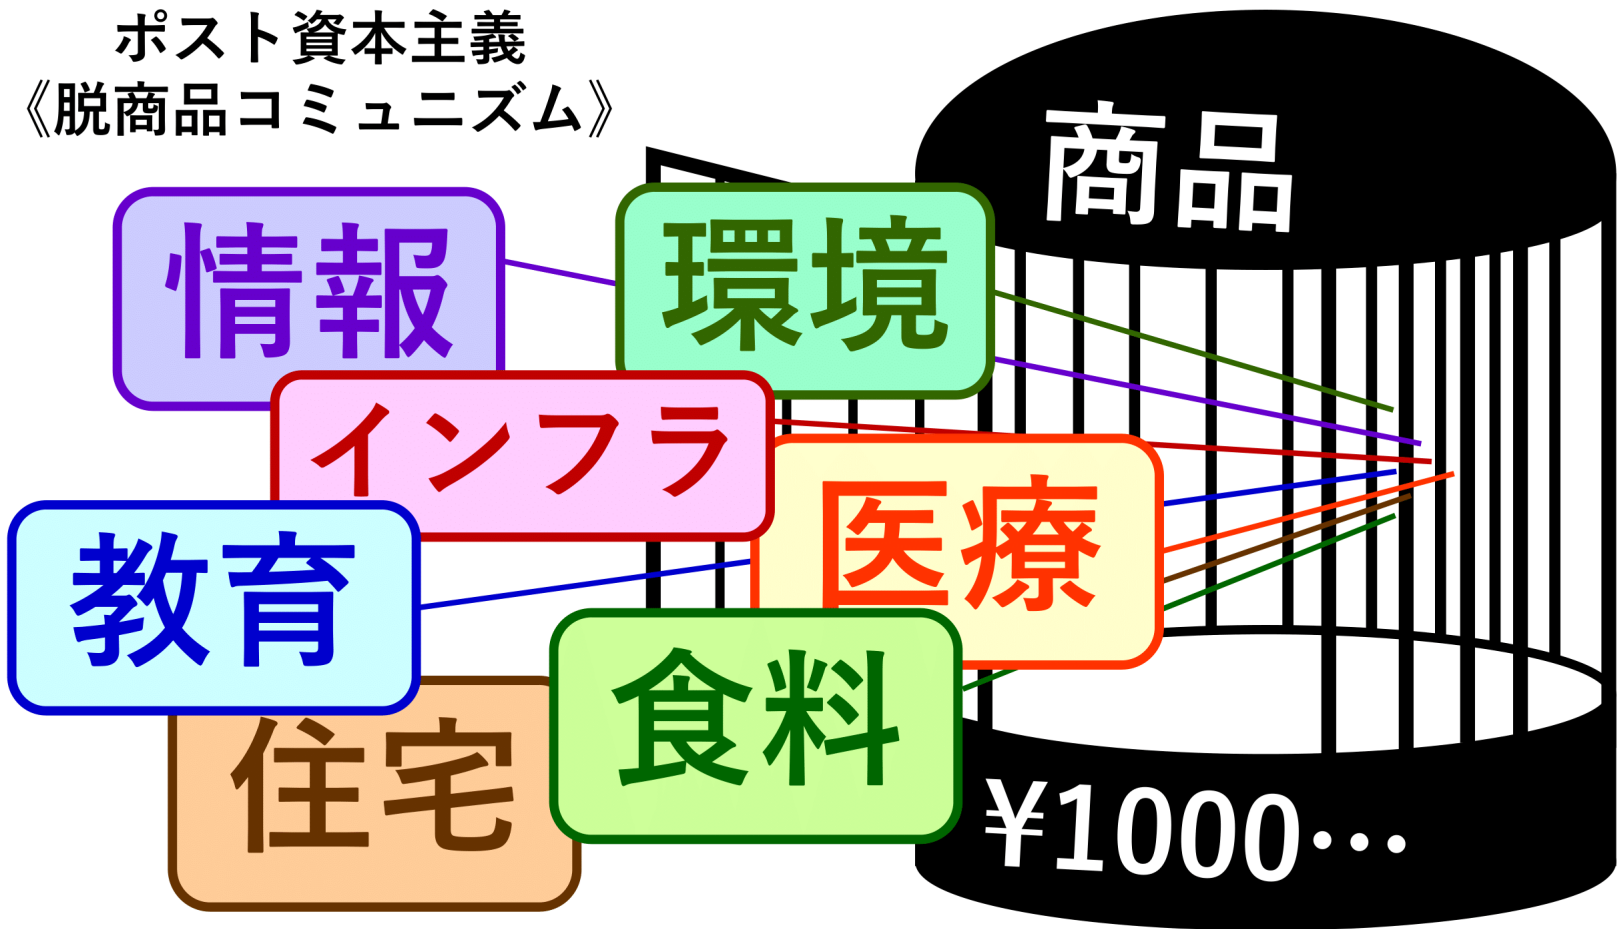 ポスト資本主義
《脱商品コミュニズム》
商品
情報
環境
インフラ
医療
教育
食料
住宅
¥1000…